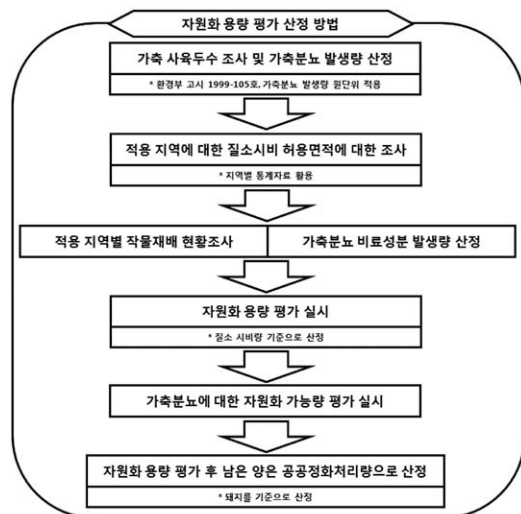 자원화 용량 평가 산정 방법
가축 사육두수 조사 및 가축분뇨 발생량 산정
* 환경부 고시 1999-105호, 가축분뇨 발생량 원단위 적용
적용 지역에 대한 질소시비 허용면적에 대한 조사
* 지역별 통계자료 활용
적용 지역별 작물재배 현황조사
가축분뇨 비료성분 발생량 산정
자원화 용량 평가 실시
* 질소 시비량 기준으로 산정
가축분뇨에 대한 자원화 가능량 평가 실시
자원화 용량 평가 후 남은 양은 공공정화처리량으로 산정
* 돼지를 기준으로 산정